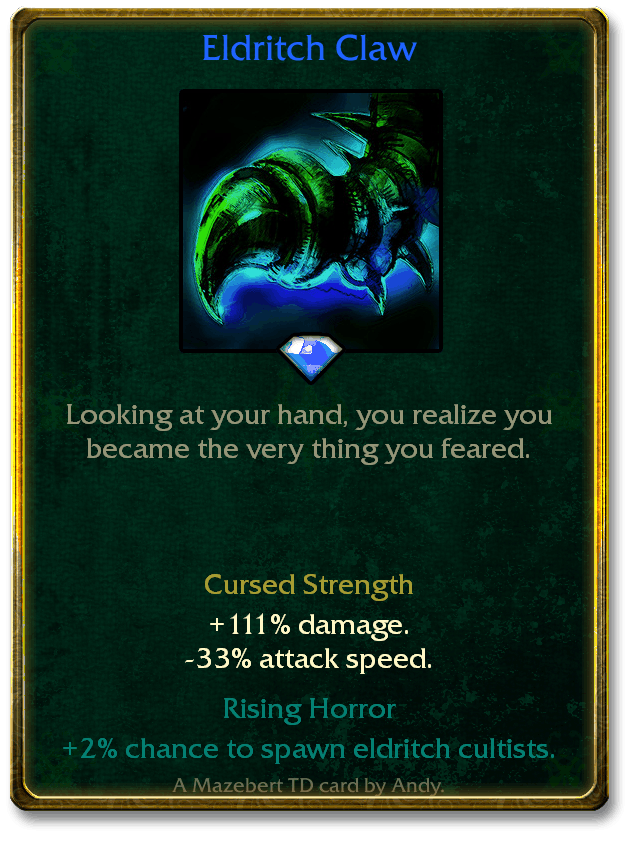 Eldritch Claw
Looking at your hand, you realize you
became the very thing you feared.
Cursed Strength
+111% damage.
-33% attack speed.
Rising Horror
+2% chance to spawn eldritch cultists.
A Mazebert TD card by Andy.